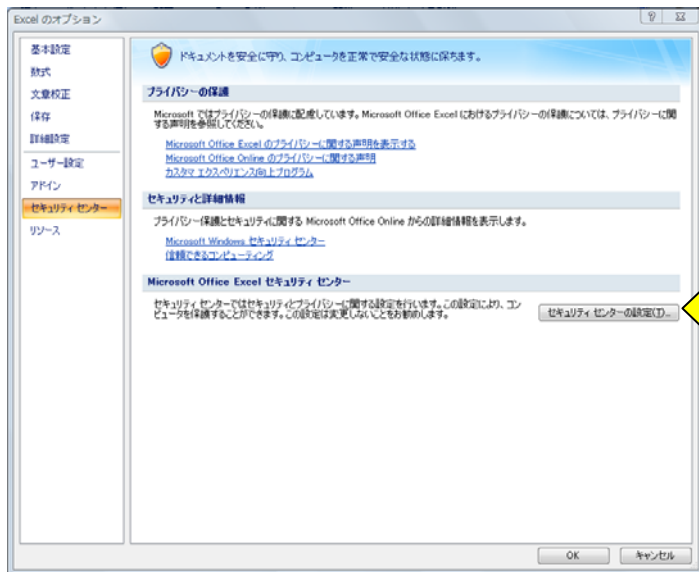 Excel のオプション
基本設定
数式
文章校正
保存
詳細設定
ユーザー設定
アドイン
セキュリティ センター
リソース
ドキュメントを安全に守り、コンピュータを正常で安全な状態に保ちます。
プライバシーの保護
Microsoft ではプライバシーの保護に配慮しています。Microsoft Office Excel におけるプライバシーの保護については、プライバシーに関
する声明を参照してください。
Microsoft Office Excel のプライバシーに関する声明を表示する
Microsoft Office Online のプライバシーに関する声明
カスタマ エクスペリエンス向上プログラム
セキュリティと詳細情報
プライバシー保護とセキュリティに関する Microsoft Office Online からの詳細情報を表示します。
Microsoft Windows セキュリティ センター
信頼できるコンピューティング
Microsoft Office Excel セキュリティ センター
セキュリティ センターではセキュリティとプライバシーに関する設定を行います。この設定により、コン
ピュータを保護することができます。この設定は変更しないことをお勧めします。
セキュリティ センターの設定(T)...
OK
キャンセル